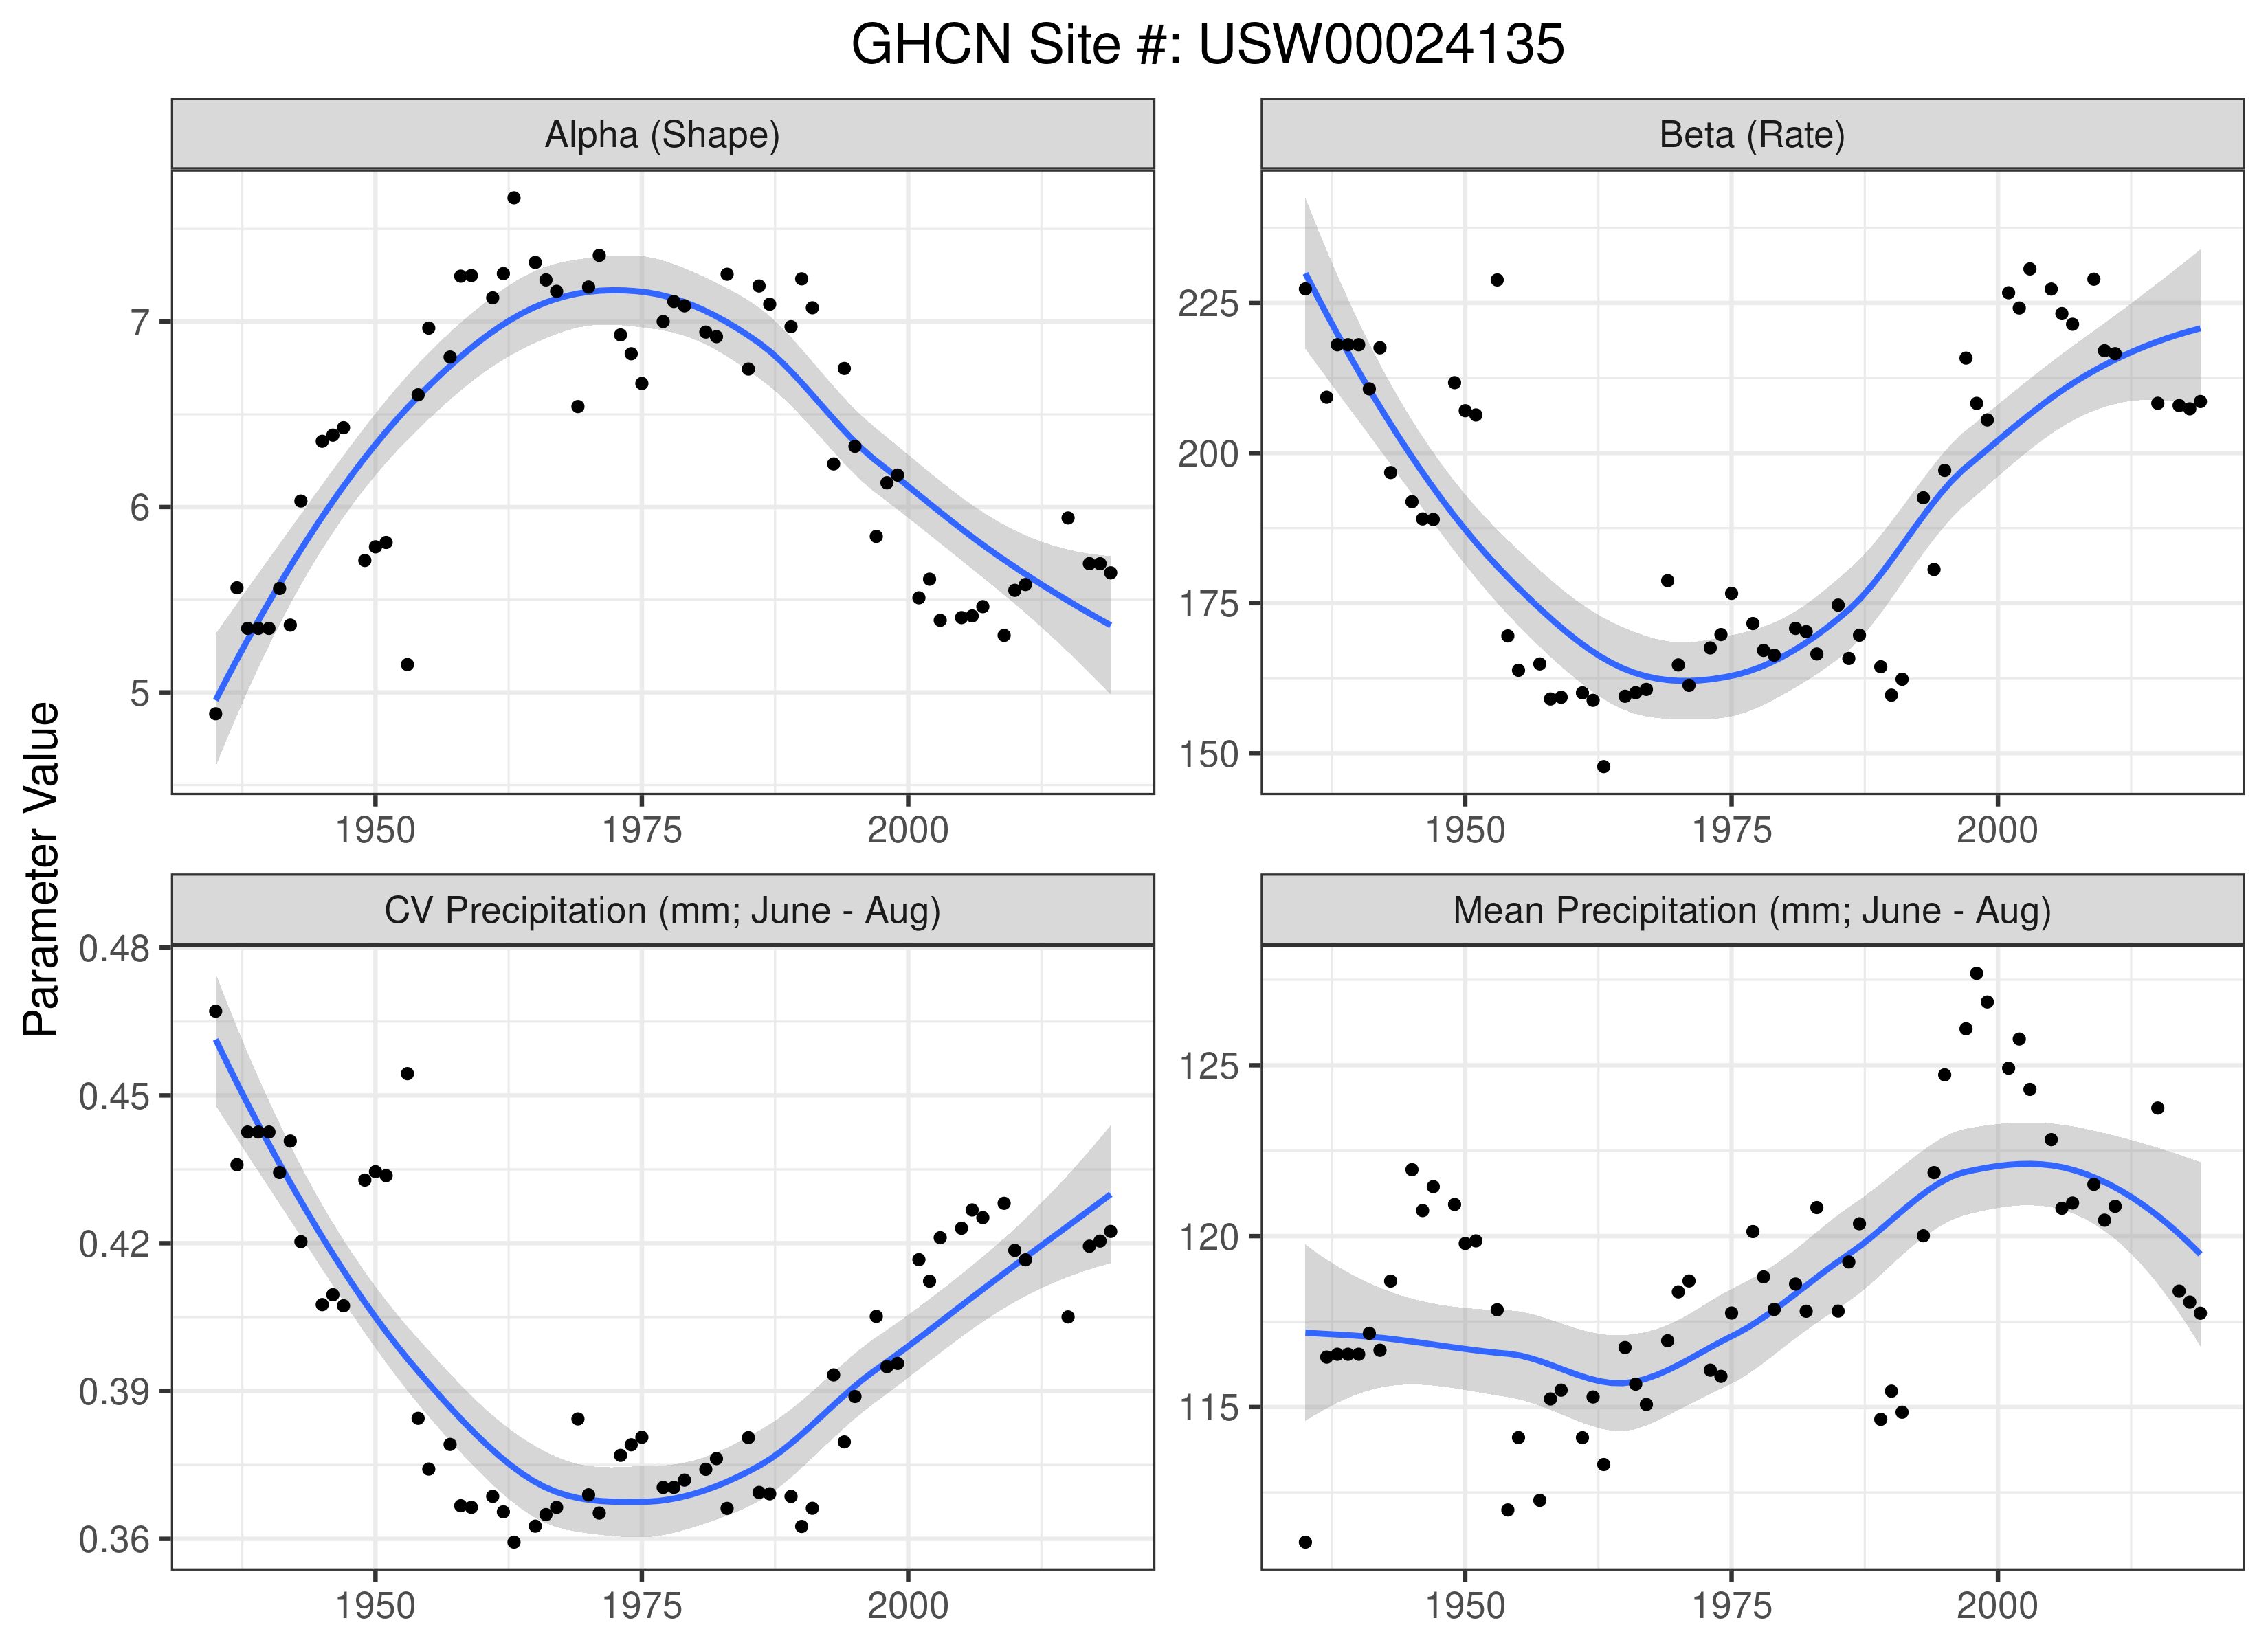 GHCN Site #: USW00024135
Alpha (Shape)
Beta (Rate)
7
6
5
225
200
175
150
1950 1975 2000
1950 1975 2000
Parameter Value
CV Precipitation (mm; June - Aug)
Mean Precipitation (mm; June - Aug)
0.48
0.45
0.42
0.39
0.36
125
120
115
1950 1975 2000
1950 1975 2000